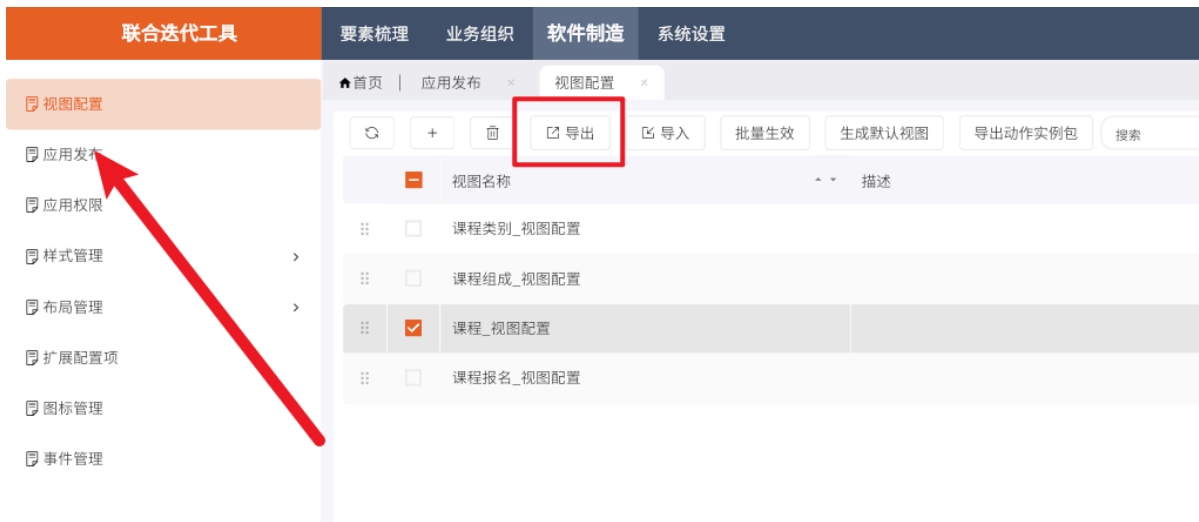 联合迭代工具
要素梳理 业务组织 软件制造 系统设置
首页 | 应用发布 × 视图配置 ×
视图配置
应用发布
应用权限
样式管理
布局管理
扩展配置项
图标管理
事件管理
导出 导入 批量生效 生成默认视图 导出动作实例包 搜索
视图名称 描述
课程类别_视图配置
课程组成_视图配置
课程_视图配置
课程报名_视图配置